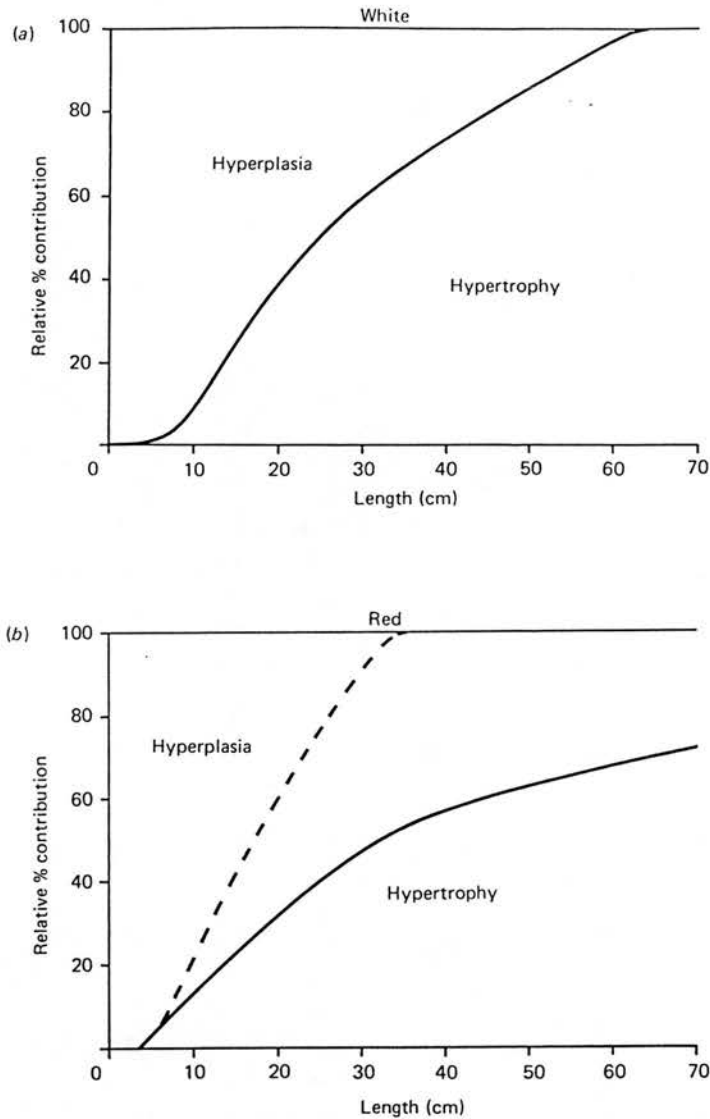 (a)
White
100
80
60
40
20
0
10
20
30
40
50
60
70
Hyperplasia
Hypertrophy
Relative % contribution
Length (cm)
(b)
Red
100
80
60
40
20
0
10
20
30
40
50
60
70
Hyperplasia
Hypertrophy
Relative % contribution
Length (cm)